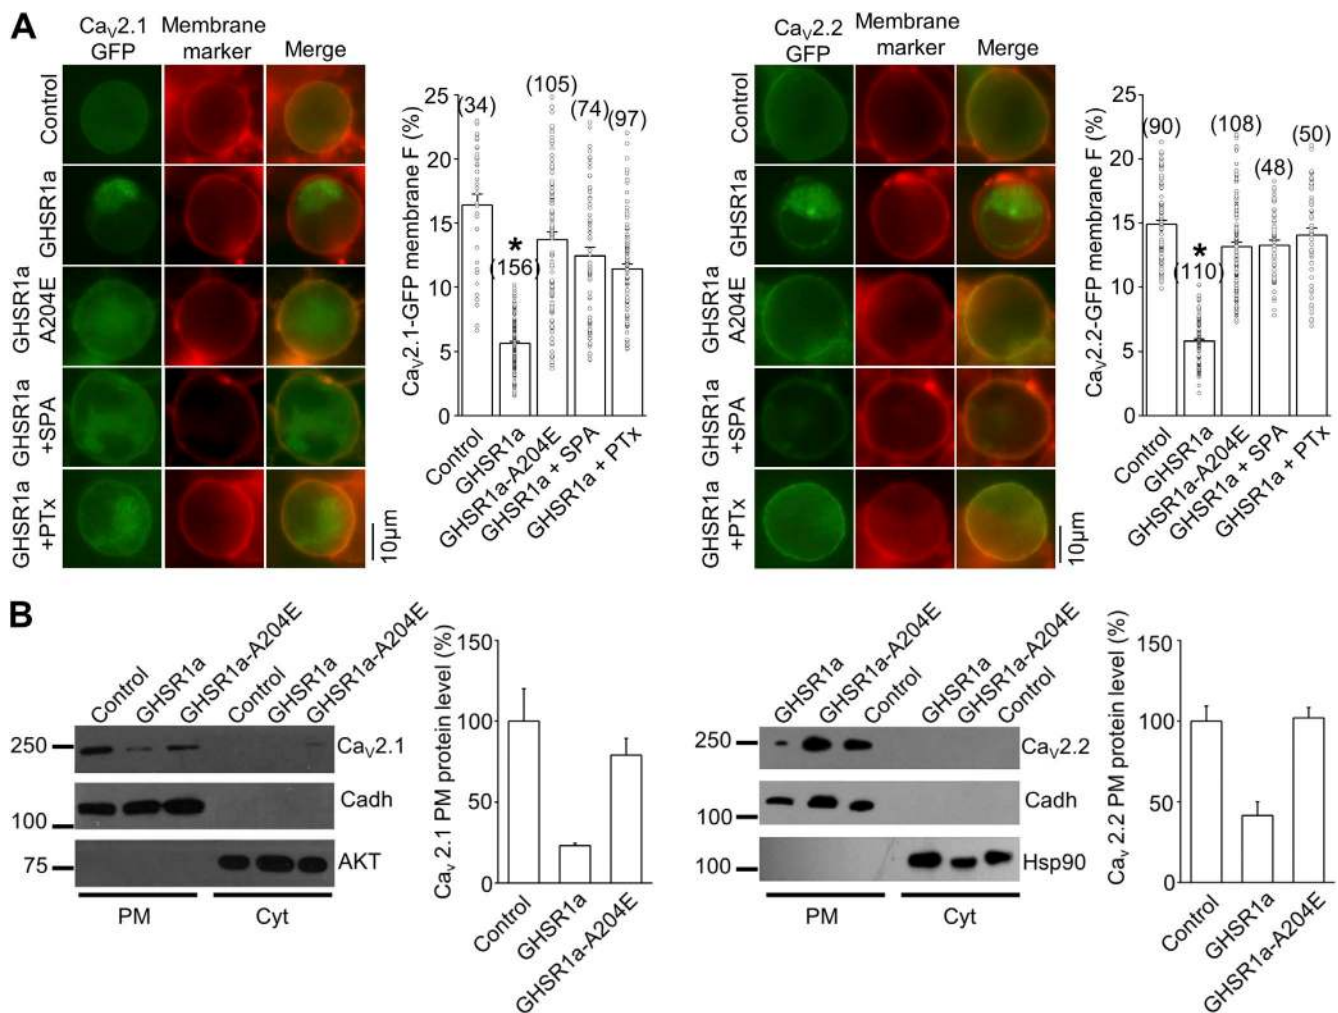 A
CaV2.1 GFP
Membrane marker
Merge
Control
GHSR1a
GHSR1a A204E
GHSR1a +SPA
GHSR1a +PTx
10μm
CaV2.1-GFP membrane F (%)
25
20
15
10
5
0
(34)
*
(156)
(105)
(74)
(97)
Control
GHSR1a
GHSR1a-A204E
GHSR1a + SPA
GHSR1a + PTx
CaV2.2 GFP
Membrane marker
Merge
Control
GHSR1a
GHSR1a A204E
GHSR1a +SPA
GHSR1a +PTx
10μm
CaV2.2-GFP membrane F (%)
25
20
15
10
5
0
(90)
*
(110)
(108)
(48)
(50)
Control
GHSR1a
GHSR1a-A204E
GHSR1a + SPA
GHSR1a + PTx
B
Control
GHSR1a
GHSR1a-A204E
Control
GHSR1a
GHSR1a-A204E
250
CaV2.1
Cadh
100
75
AKT
PM
Cyt
Cav 2.1 PM protein level (%)
150
100
50
0
Control
GHSR1a
GHSR1a-A204E
GHSR1a
GHSR1a-A204E
Control
GHSR1a
GHSR1a-A204E
Control
250
CaV2.2
Cadh
100
100
Hsp90
PM
Cyt
Cav 2.2 PM protein level (%)
150
100
50
0
Control
GHSR1a
GHSR1a-A204E